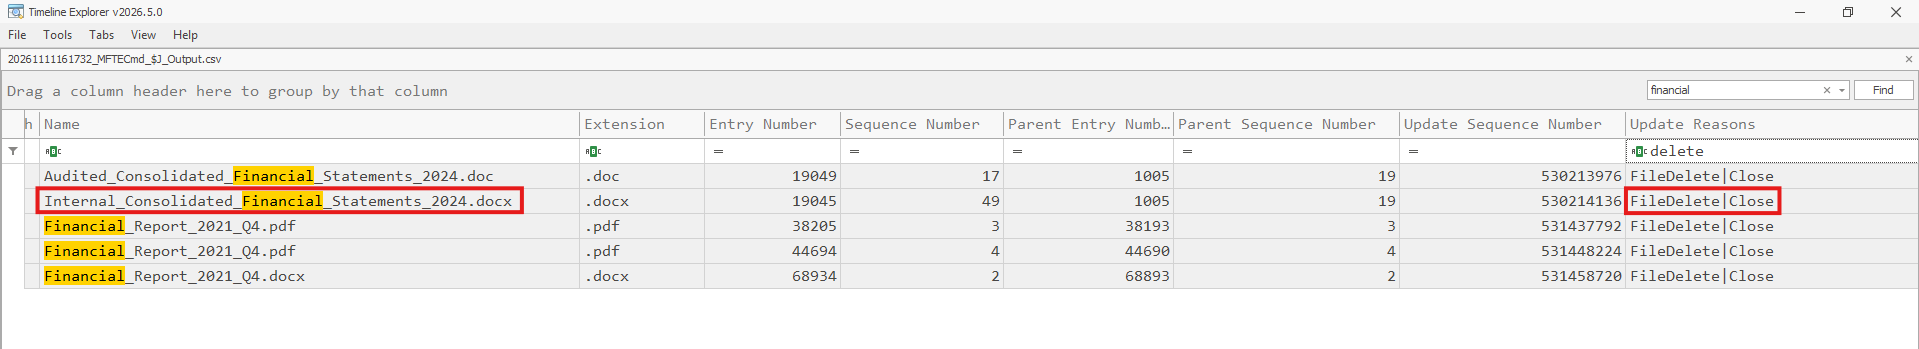 Timeline Explorer v2026.5.0
File Tools Tabs View Help
20261111161732_MFTECmd_$J_Output.csv
Drag a column header here to group by that column
financial Find
h Name Extension Entry Number Sequence Number Parent Entry Numb… Parent Sequence Number Update Sequence Number Update Reasons
ABC ABC = = = = = ABC delete
Audited_Consolidated_Financial_Statements_2024.doc .doc 19049 17 1005 19 530213976 FileDelete|Close
Internal_Consolidated_Financial_Statements_2024.docx .docx 19045 49 1005 19 530214136 FileDelete|Close
Financial_Report_2021_Q4.pdf .pdf 38205 3 38193 3 531437792 FileDelete|Close
Financial_Report_2021_Q4.pdf .pdf 44694 4 44690 4 531448224 FileDelete|Close
Financial_Report_2021_Q4.docx .docx 68934 2 68893 2 531458720 FileDelete|Close